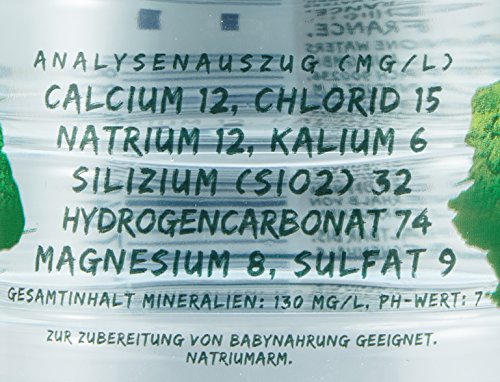 ANALYSENAUSZUG (MG/L)
CALCIUM 12, CHLORID 15
NATRIUM 12, KALIUM 6
SILIZIUM (SIO2) 32
HYDROGENCARBONAT 74
MAGNESIUM 8, SULFAT 9
GESAMTINHALT MINERALIEN: 130 MG/L, PH-WERT: 7
ZUR ZUBEREITUNG VON BABYNAHRUNG GEEIGNET.
NATRIUMARM.